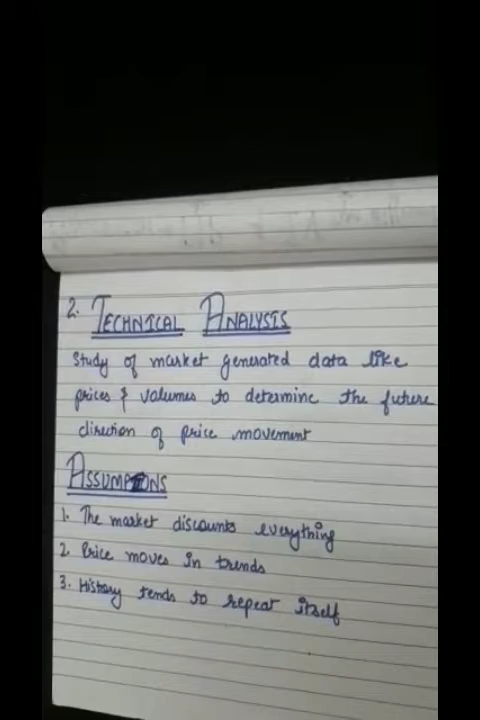 2. TECHNICAL ANALYSIS
Study of market generated data like
prices & volumes to determine the future
direction of price movement
ASSUMPTIONS
1. The market discounts everything
2. Price moves in trends
3. History tends to repeat itself